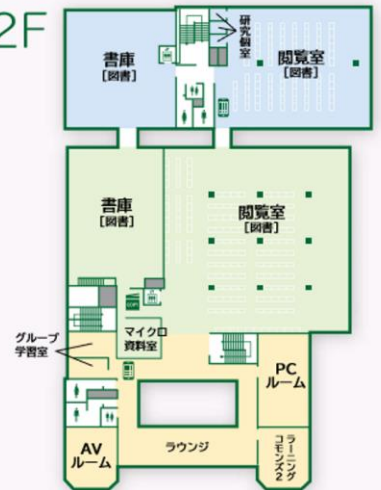 2F
書庫
[図書]
研究個室
閲覧室
[図書]
書庫
[図書]
閲覧室
[図書]
マイクロ
資料室
グループ
学習室
PC
ルーム
AV
ルーム
ラウンジ
ラーニング
コモンズ2